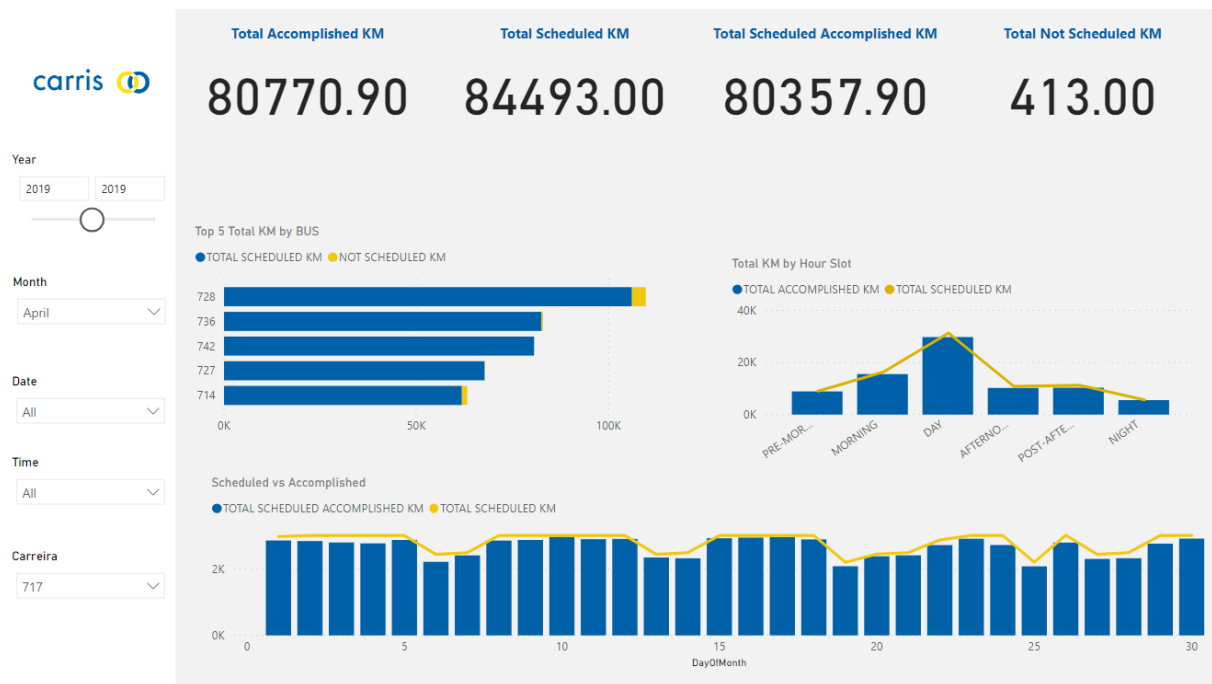 carris
Year
2019 2019
Month
April
Date
All
Time
All
Carreira
717
Total Accomplished KM Total Scheduled KM Total Scheduled Accomplished KM Total Not Scheduled KM
80770.90 84493.00 80357.90 413.00
Top 5 Total KM by BUS
TOTAL SCHEDULED KM NOT SCHEDULED KM
728
736
742
727
714
0K 50K 100K
Total KM by Hour Slot
TOTAL ACCOMPLISHED KM TOTAL SCHEDULED KM
40K
20K
0K
PRE-MOR... MORNING DAY AFTERNO... POST-AFTE... NIGHT
Scheduled vs Accomplished
TOTAL SCHEDULED ACCOMPLISHED KM TOTAL SCHEDULED KM
2K
0K
0 5 10 15 20 25 30
DayOfMonth